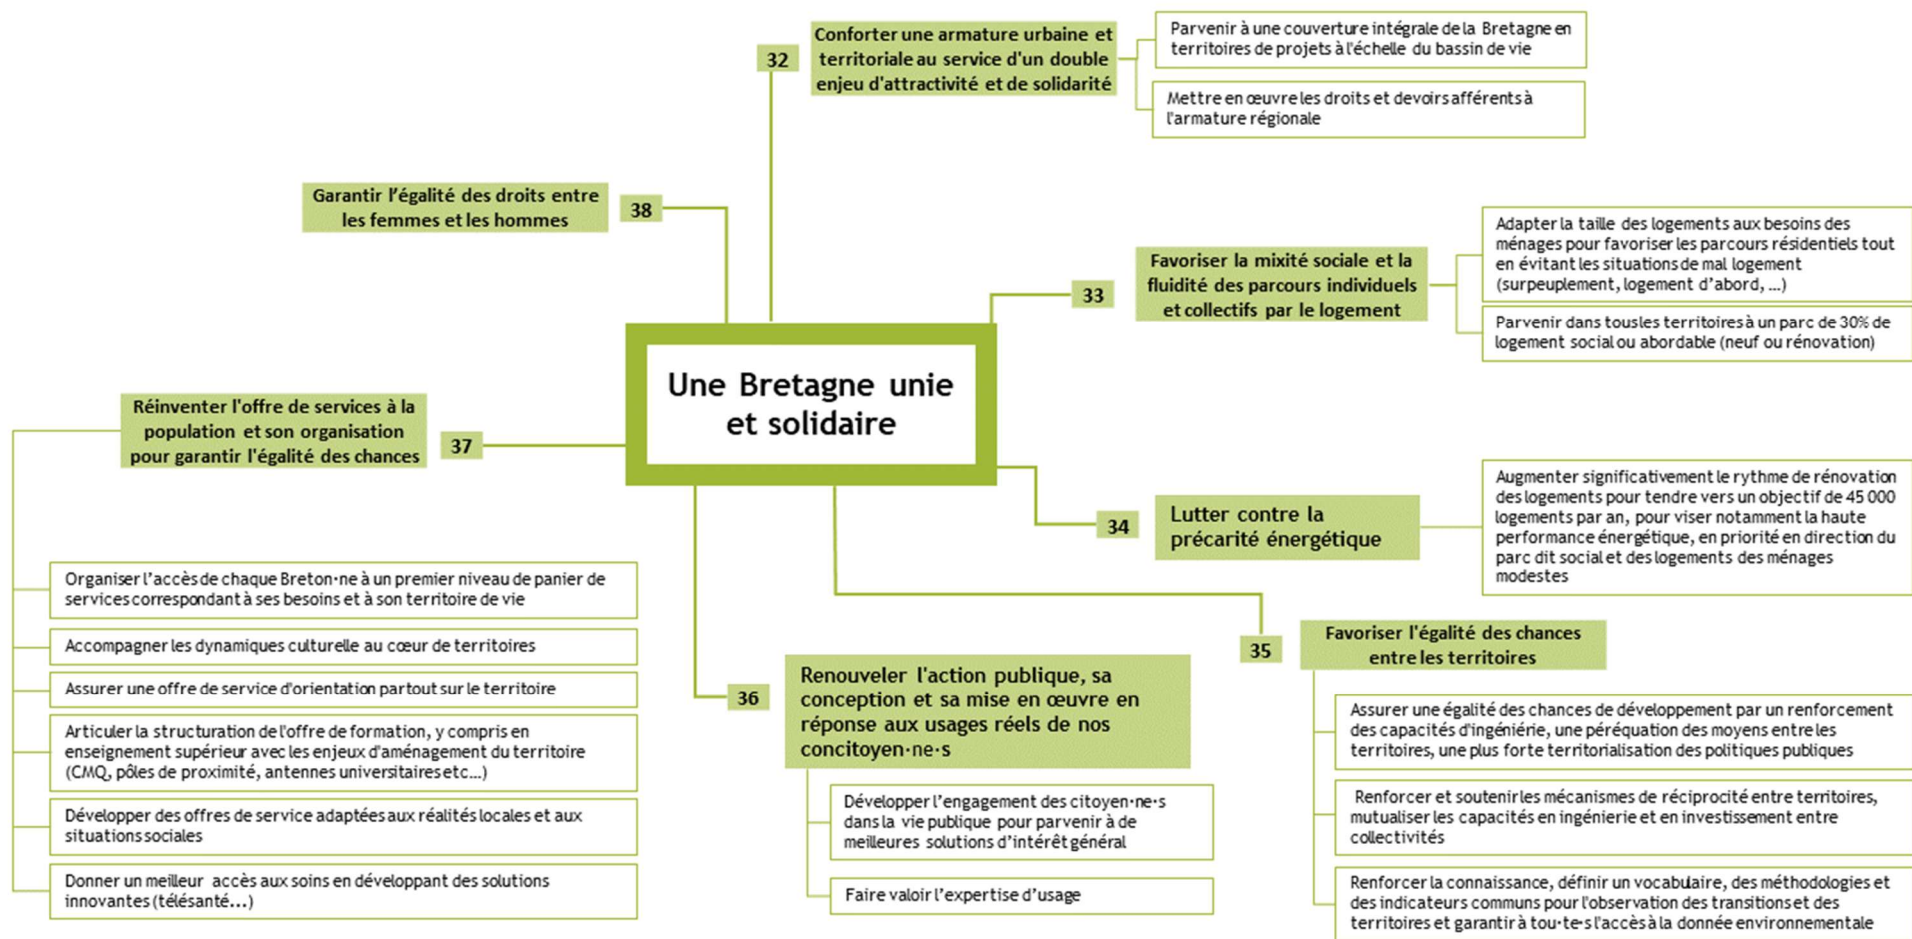 Une Bretagne unie
et solidaire
32
Conforter une armature urbaine et
territoriale au service d'un double
enjeu d'attractivité et de solidarité
Parvenir à une couverture intégrale de la Bretagne en
territoires de projets à l'échelle du bassin de vie
Mettre en œuvre les droits et devoirs afférents à
l'armature régionale
33
Favoriser la mixité sociale et la
fluidité des parcours individuels
et collectifs par le logement
Adapter la taille des logements aux besoins des
ménages pour favoriser les parcours résidentiels tout
en évitant les situations de mal logement
(surpeuplement, logement d’abord, …)
Parvenir dans tousles territoires à un parc de 30% de
logement social ou abordable (neuf ou rénovation)
34
Lutter contre la
précarité énergétique
Augmenter significativement le rythme de rénovation
des logements pour tendre vers un objectif de 45 000
logements par an, pour viser notamment la haute
performance énergétique, en priorité en direction du
parc dit social et des logements des ménages
modestes
35
Favoriser l'égalité des chances
entre les territoires
Assurer une égalité des chances de développement par un renforcement
des capacités d'ingéniérie, une péréquation des moyens entre les
territoires, une plus forte territorialisation des politiques publiques
Renforcer et soutenir les mécanismes de réciprocité entre territoires,
mutualiser les capacités en ingénierie et en investissement entre
collectivités
Renforcer la connaissance, définir un vocabulaire, des méthodologies et
des indicateurs communs pour l'observation des transitions et des
territoires et garantir à tou·te·s l'accès à la donnée environnementale
36
Renouveler l'action publique, sa
conception et sa mise en œuvre en
réponse aux usages réels de nos
concitoyen·ne·s
Développer l’engagement des citoyen·ne·s
dans la vie publique pour parvenir à de
meilleures solutions d’intérêt général
Faire valoir l’expertise d’usage
37
Réinventer l'offre de services à la
population et son organisation
pour garantir l'égalité des chances
Organiser l’accès de chaque Breton·ne à un premier niveau de panier de
services correspondant à ses besoins et à son territoire de vie
Accompagner les dynamiques culturelle au cœur de territoires
Assurer une offre de service d'orientation partout sur le territoire
Articuler la structuration de l'offre de formation, y compris en
enseignement supérieur avec les enjeux d'aménagement du territoire
(CMQ, pôles de proximité, antennes universitaires etc…)
Développer des offres de service adaptées aux réalités locales et aux
situations sociales
Donner un meilleur accès aux soins en développant des solutions
innovantes (télésanté...)
38
Garantir l’égalité des droits entre
les femmes et les hommes